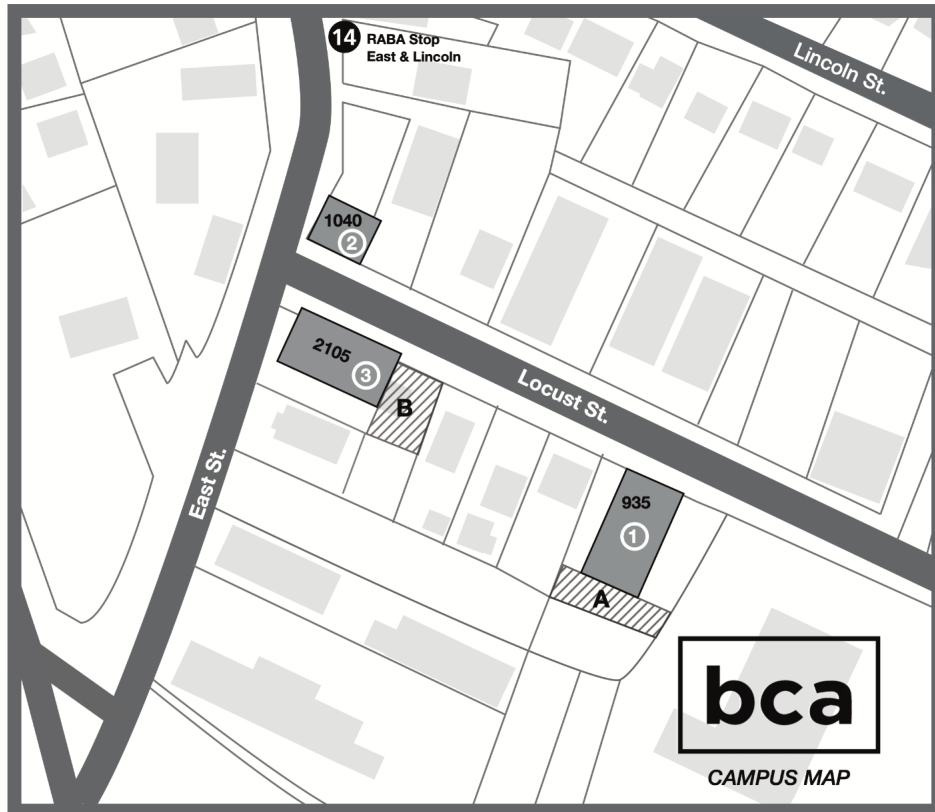 14
RABA Stop
East & Lincoln
Lincoln St.
1040
2
2105
3
B
Locust St.
East St.
935
1
A
bca
CAMPUS MAP